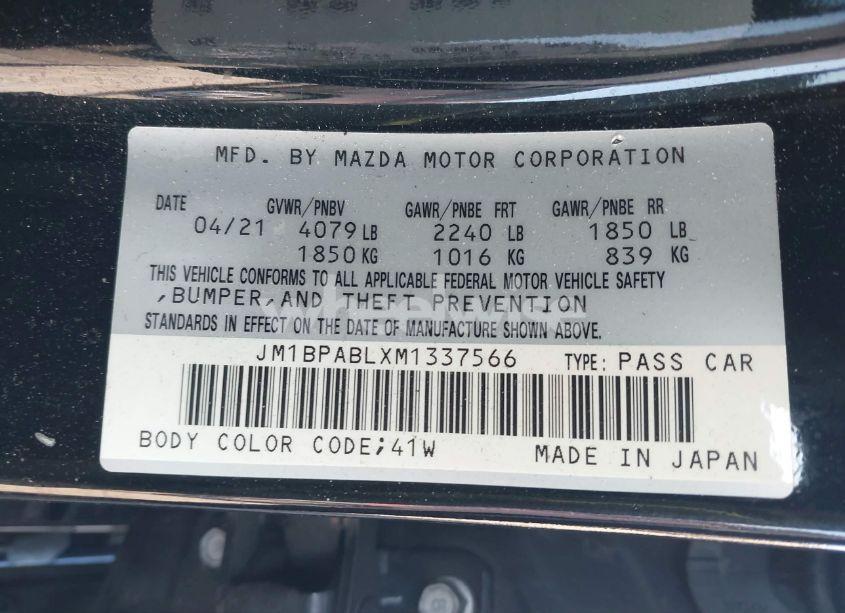 MFD. BY MAZDA MOTOR CORPORATION
DATE GVWR/PNBV GAWR/PNBE FRT GAWR/PNBE RR
04/21 4079 LB 2240 LB 1850 LB
1850 KG 1016 KG 839 KG
THIS VEHICLE CONFORMS TO ALL APPLICABLE FEDERAL MOTOR VEHICLE SAFETY
,BUMPER,AND THEFT PREVENTION
STANDARDS IN EFFECT ON THE DATE OF MANUFACTURE SHOWN ABOVE.
JM1BPABLXM1337566 TYPE: PASS CAR
BODY COLOR CODE;41W MADE IN JAPAN